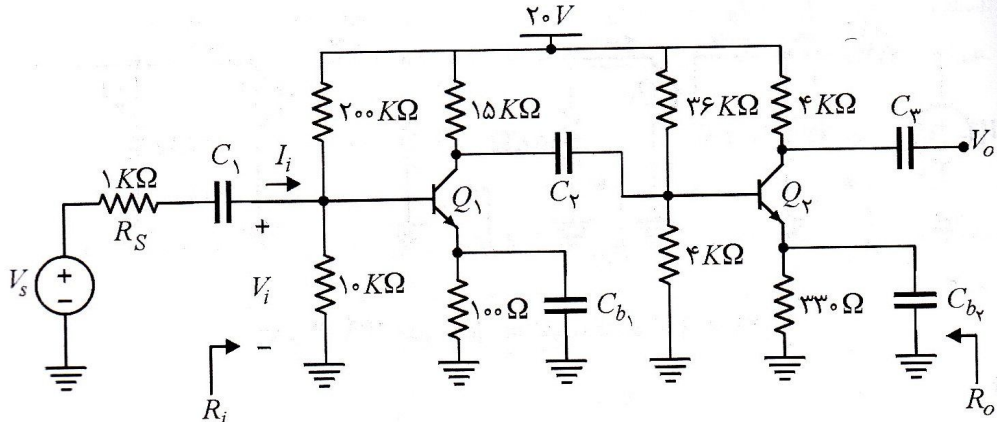 ۲۰V
۲۰۰KΩ
۱۵KΩ
۳۶KΩ
۴KΩ
C۳
Vo
۱KΩ
RS
C۱
Ii
Q۱
C۲
Q۲
Vs
+
-
+
Vi
-
۱۰KΩ
۱۰۰Ω
Cb۱
۴KΩ
۳۳۰Ω
Cb۲
Ri
Ro